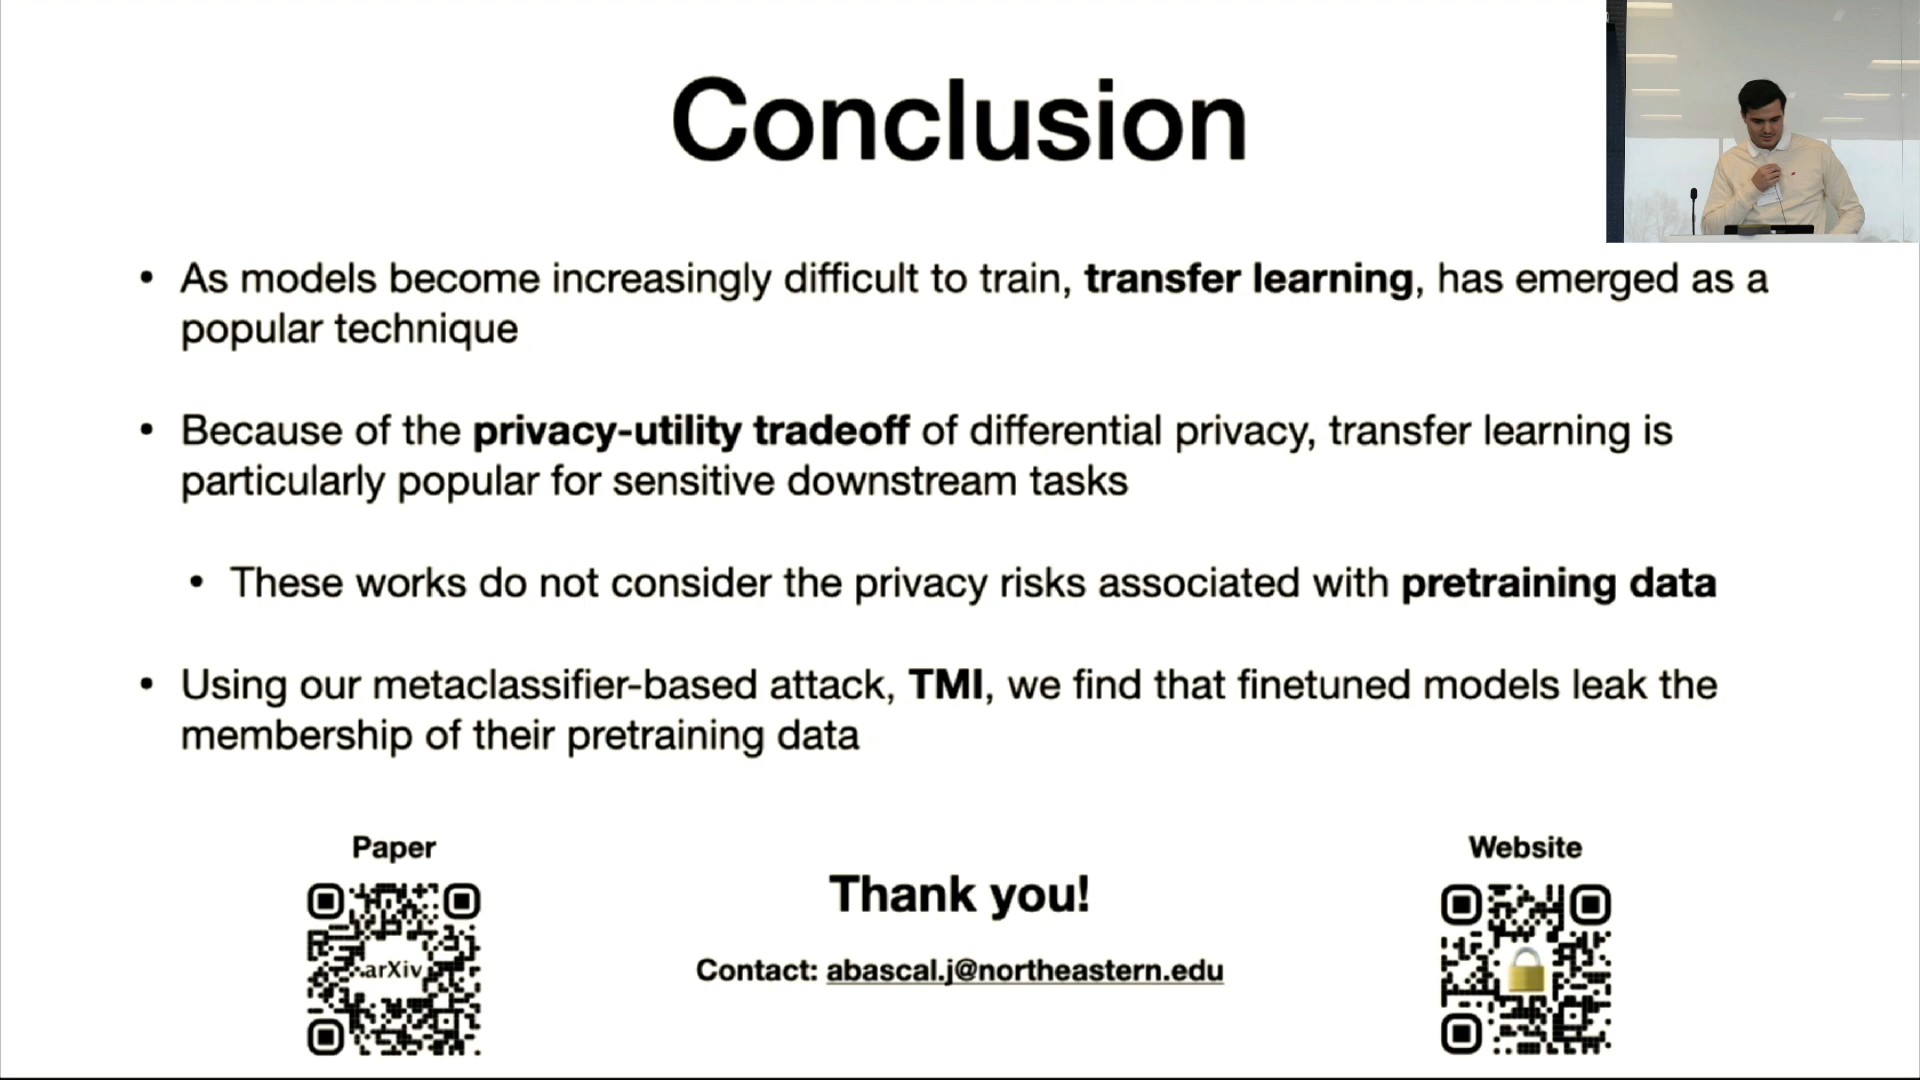 Conclusion
• As models become increasingly difficult to train, transfer learning, has emerged as a
popular technique
• Because of the privacy-utility tradeoff of differential privacy, transfer learning is
particularly popular for sensitive downstream tasks
• These works do not consider the privacy risks associated with pretraining data
• Using our metaclassifier-based attack, TMI, we find that finetuned models leak the
membership of their pretraining data
Paper
arXiv
Thank you!
Contact: abascal.j@northeastern.edu
Website